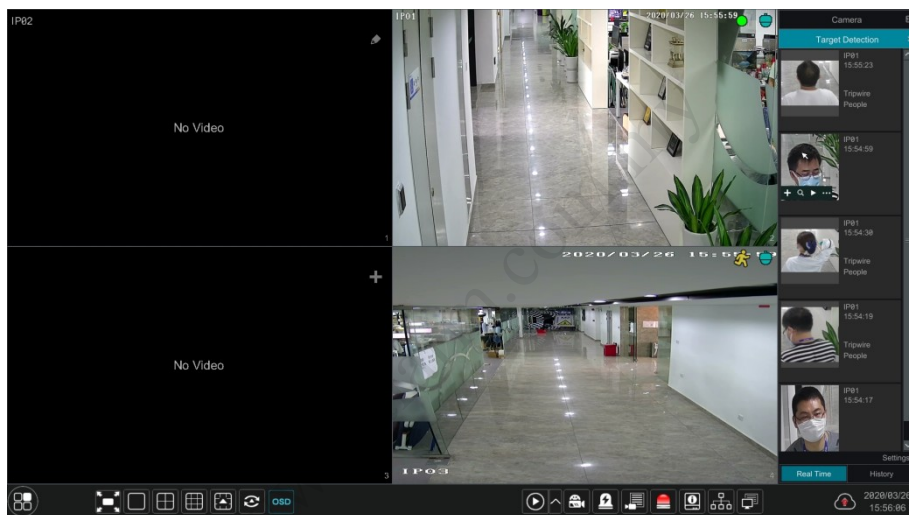 IP02
No Video
1
IP01
2020/03/26 15:55:59
No Video
3
2020/03/26 15:55:59
IP03
Camera
Target Detection
IP01
15:55:23
Tripwire
People
IP01
15:54:59
IP01
15:54:30
Tripwire
People
IP01
15:54:19
Tripwire
People
IP01
15:54:17
Settings
Real Time
History
OSD
2020/03/26
15:56:06